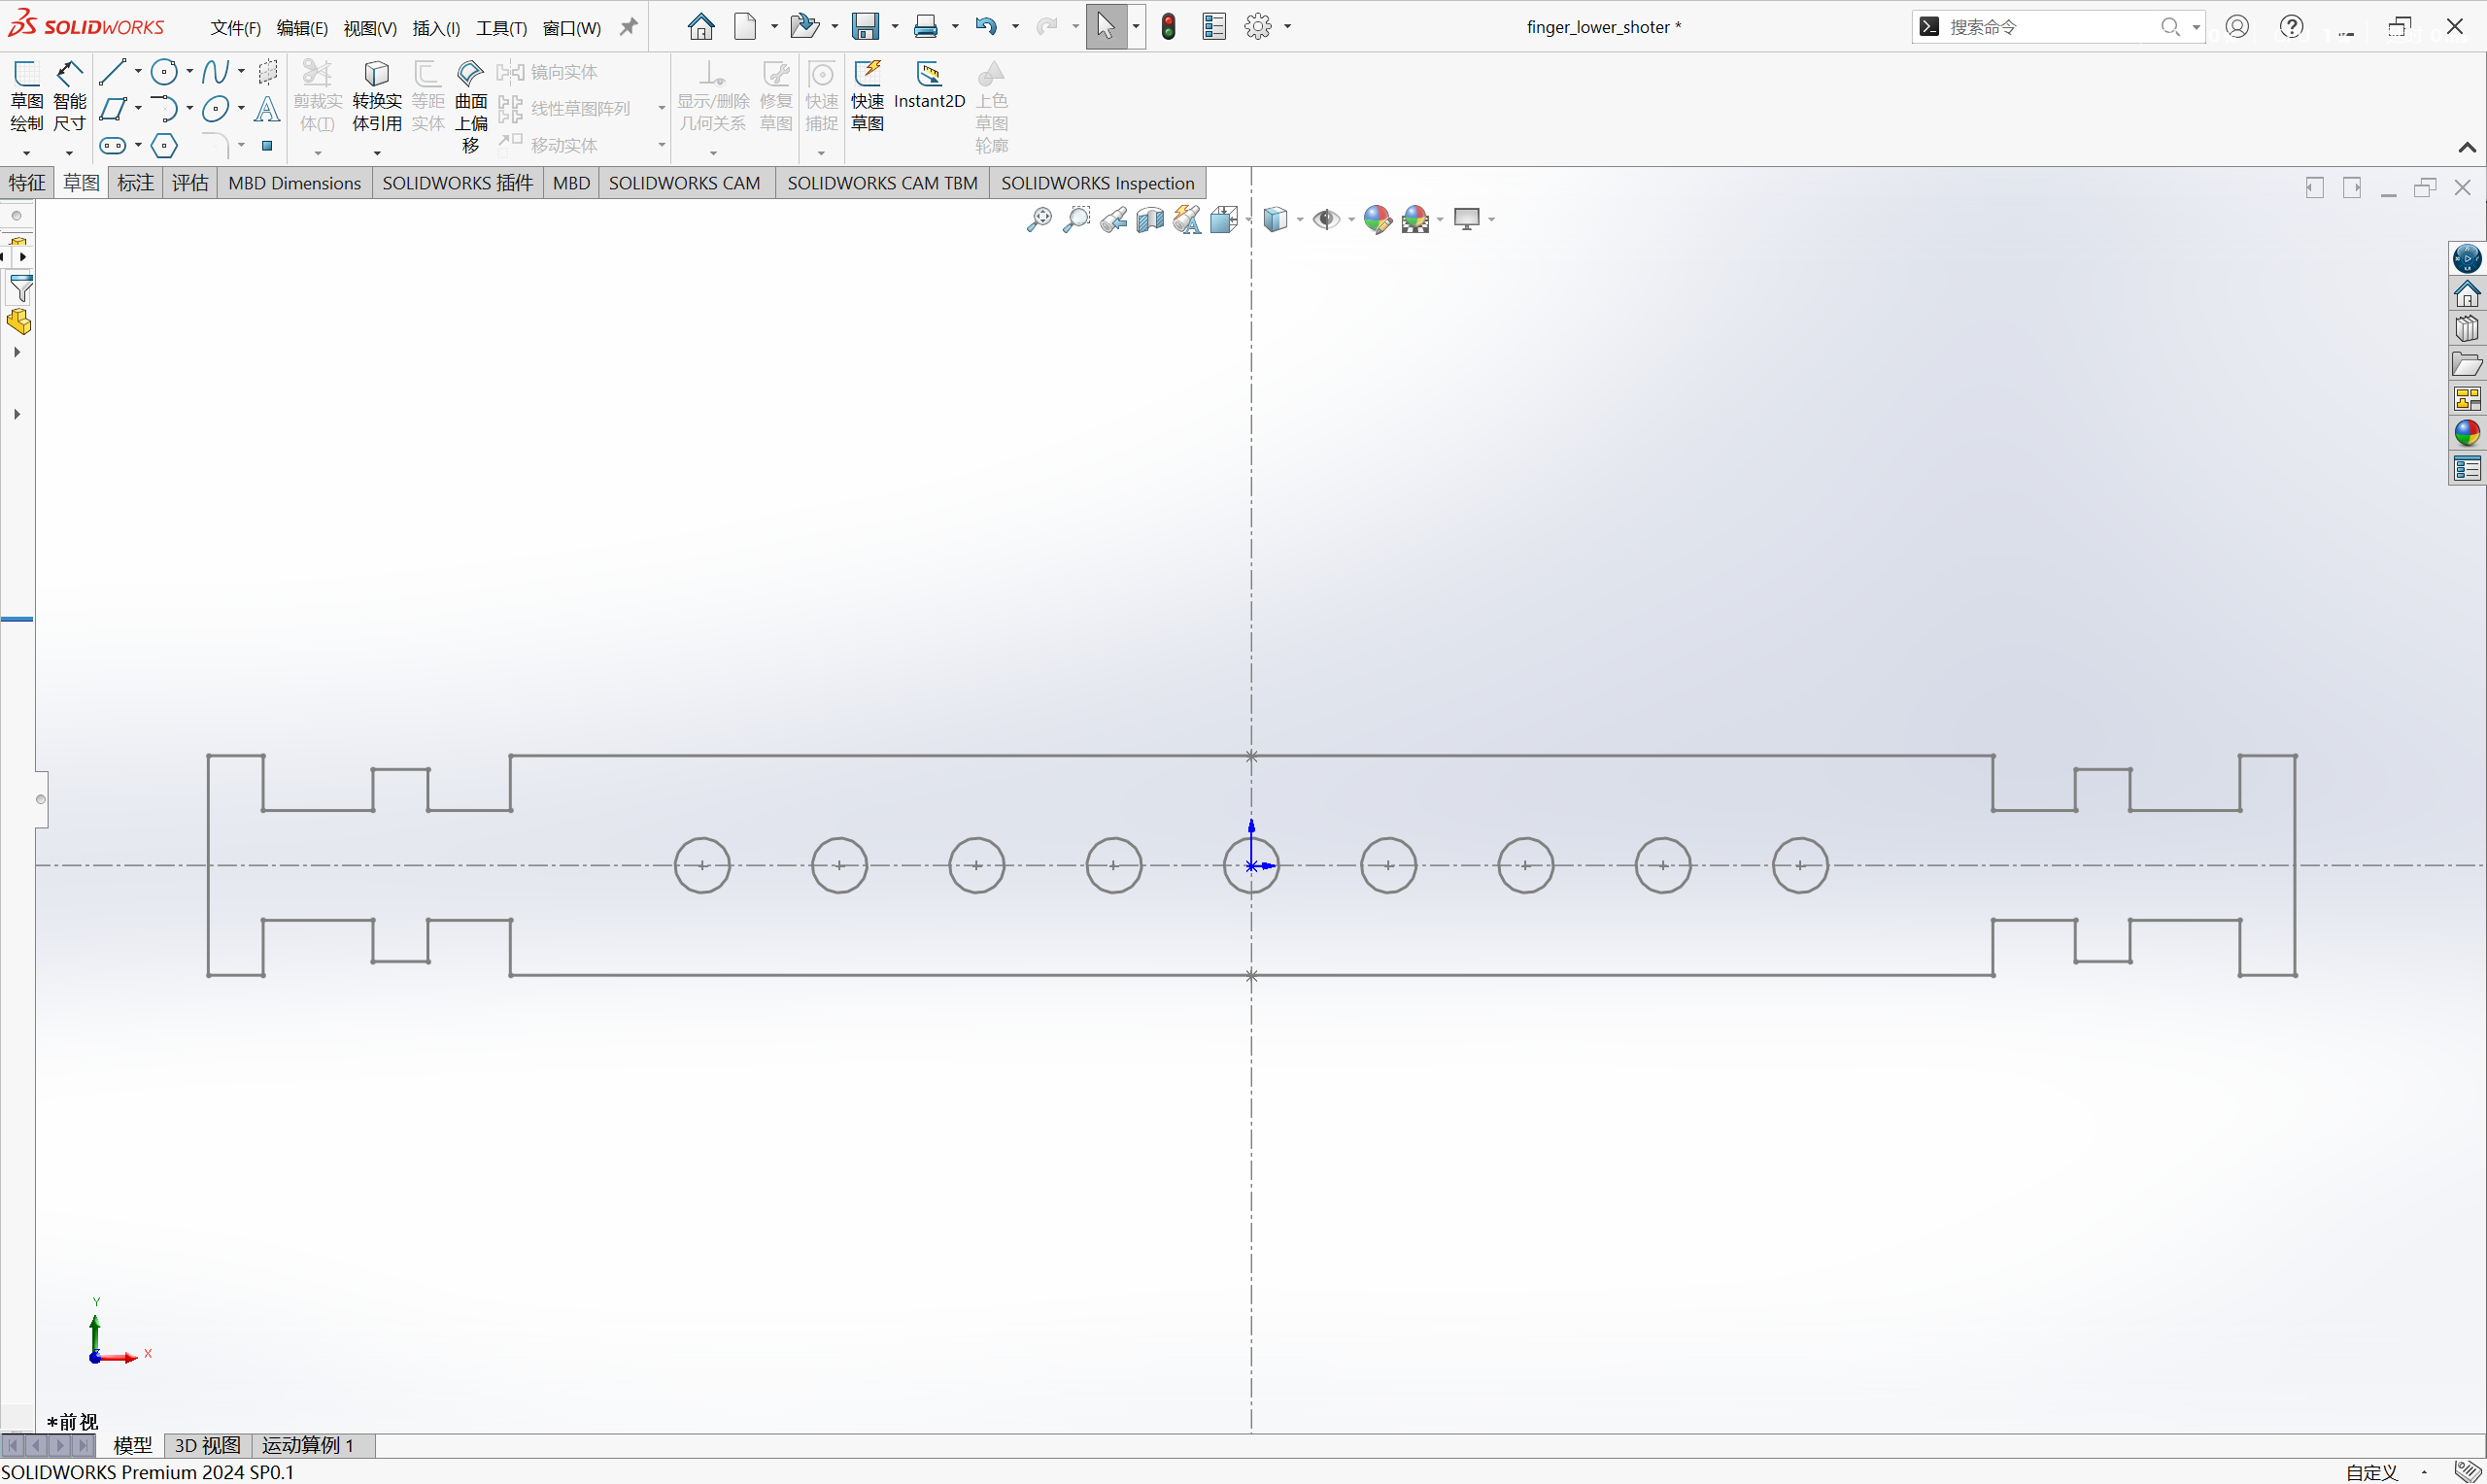 SOLIDWORKS 文件(F) 编辑(E) 视图(V) 插入(I) 工具(T) 窗口(W) finger_lower_shoter * 搜索命令
草图绘制 智能尺寸 剪裁实体(T) 转换实体引用 等距实体 曲面上偏移 镜向实体 显示/删除几何关系 修复草图 快速捕捉 快速草图 Instant2D 上色草图轮廓
线性草图阵列
移动实体
特征 草图 标注 评估 MBD Dimensions SOLIDWORKS 插件 MBD SOLIDWORKS CAM SOLIDWORKS CAM TBM SOLIDWORKS Inspection
Y
X
*前视
模型 3D 视图 运动算例 1
SOLIDWORKS Premium 2024 SP0.1 自定义